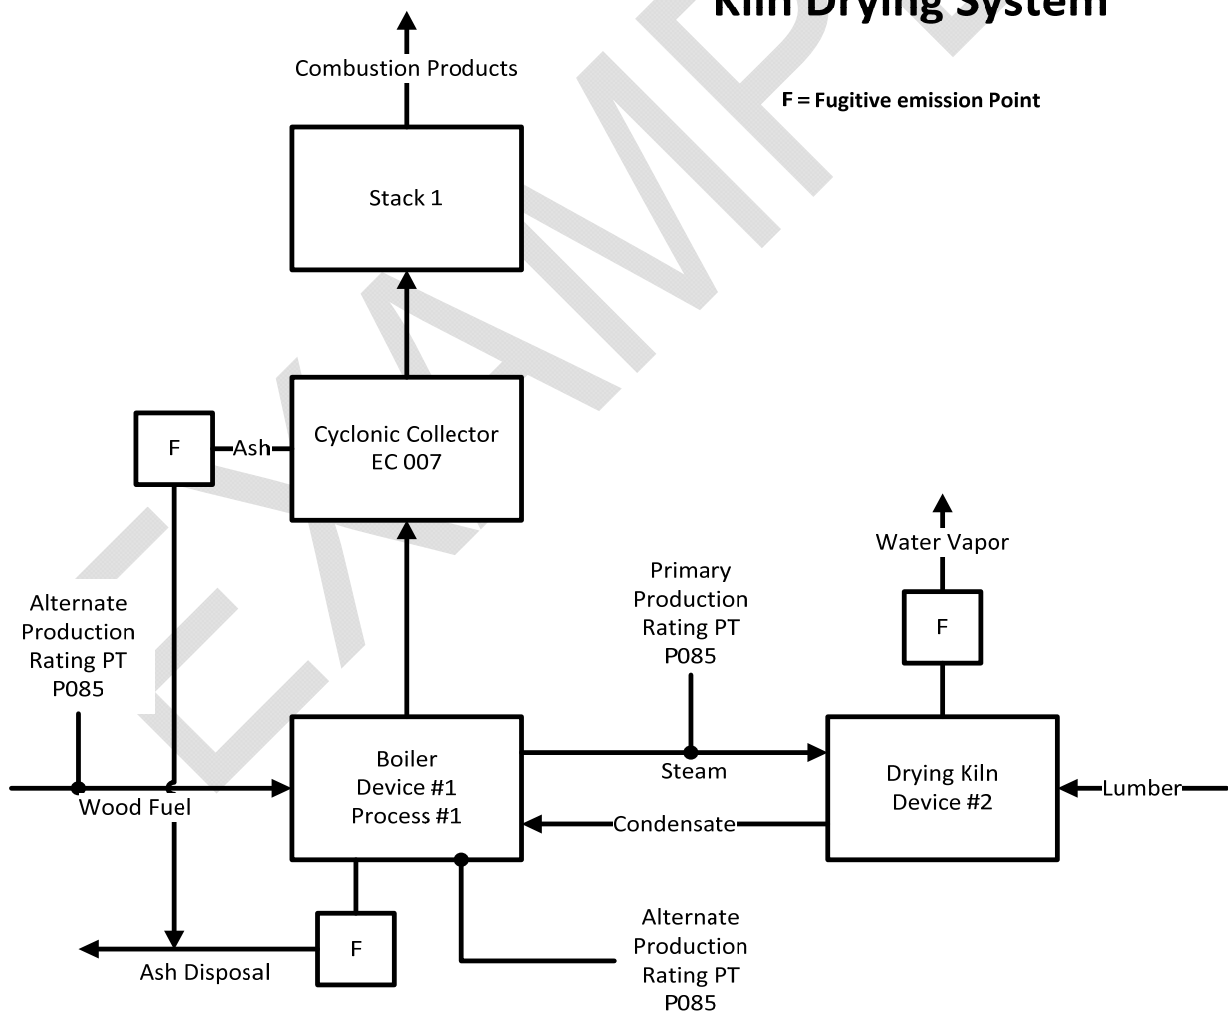 Kiln Drying System
Combustion Products
F = Fugitive emission Point
Stack 1
EXAMPLE
Cyclonic Collector
EC 007
F
Ash
Water Vapor
Primary
Production
Rating PT
P085
Alternate
Production
Rating PT
P085
F
Boiler
Device #1
Process #1
Steam
Drying Kiln
Device #2
Lumber
Wood Fuel
Condensate
Alternate
Production
Rating PT
P085
F
Ash Disposal